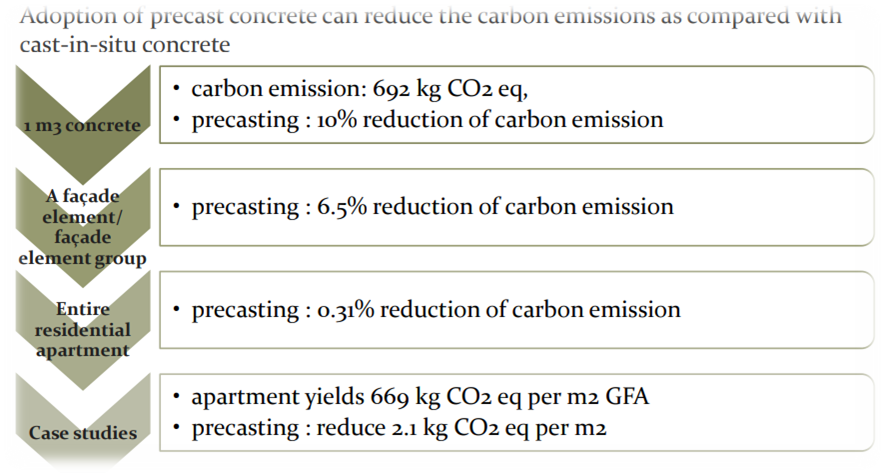 Adoption of precast concrete can reduce the carbon emissions as compared with
cast-in-situ concrete
1 m3 concrete
• carbon emission: 692 kg CO2 eq,
• precasting : 10% reduction of carbon emission
A façade
element/
façade
element group
• precasting : 6.5% reduction of carbon emission
Entire
residential
apartment
• precasting : 0.31% reduction of carbon emission
Case studies
• apartment yields 669 kg CO2 eq per m2 GFA
• precasting : reduce 2.1 kg CO2 eq per m2